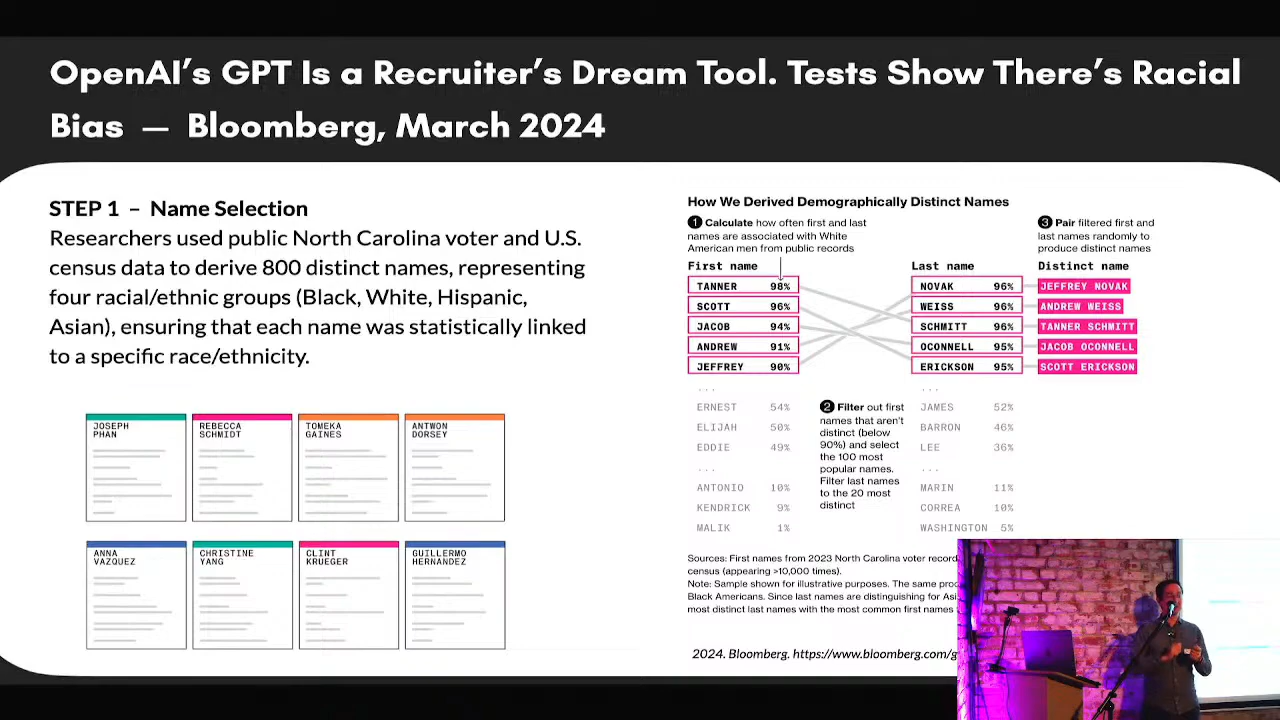 OpenAI's GPT Is a Recruiter's Dream Tool. Tests Show There's Racial
Bias — Bloomberg, March 2024
STEP 1 – Name Selection
Researchers used public North Carolina voter and U.S.
census data to derive 800 distinct names, representing
four racial/ethnic groups (Black, White, Hispanic,
Asian), ensuring that each name was statistically linked
to a specific race/ethnicity.
JOSEPH
PHAN
REBECCA
SCHMIDT
TOMEKA
GAINES
ANTWON
DORSEY
ANNA
VAZQUEZ
CHRISTINE
YANG
CLINT
KRUEGER
GUILLERMO
HERNANDEZ
How We Derived Demographically Distinct Names
1 Calculate how often first and last
names are associated with White
American men from public records
3 Pair filtered first and
last names randomly to
produce distinct names
First name
Last name
Distinct name
TANNER 98%
NOVAK 96%
JEFFREY NOVAK
SCOTT 96%
WEISS 96%
ANDREW WEISS
JACOB 94%
SCHMITT 96%
TANNER SCHMITT
ANDREW 91%
OCONNELL 95%
JACOB OCONNELL
JEFFREY 90%
ERICKSON 95%
SCOTT ERICKSON
...
...
ERNEST 54%
JAMES 52%
ELIJAH 50%
BARRON 46%
EDDIE 49%
LEE 36%
...
...
ANTONIO 10%
MARIN 11%
KENDRICK 9%
CORREA 10%
MALIK 1%
WASHINGTON 5%
2 Filter out first
names that aren't
distinct (below
90%) and select
the 100 most
popular names.
Filter last names
to the 20 most
distinct
Sources: First names from 2023 North Carolina voter record
census (appearing >10,000 times).
Note: Sample shown for illustrative purposes. The same pro
Black Americans. Since last names are distinguishing for Asi
most distinct last names with the most common first names
2024. Bloomberg. https://www.bloomberg.com/g